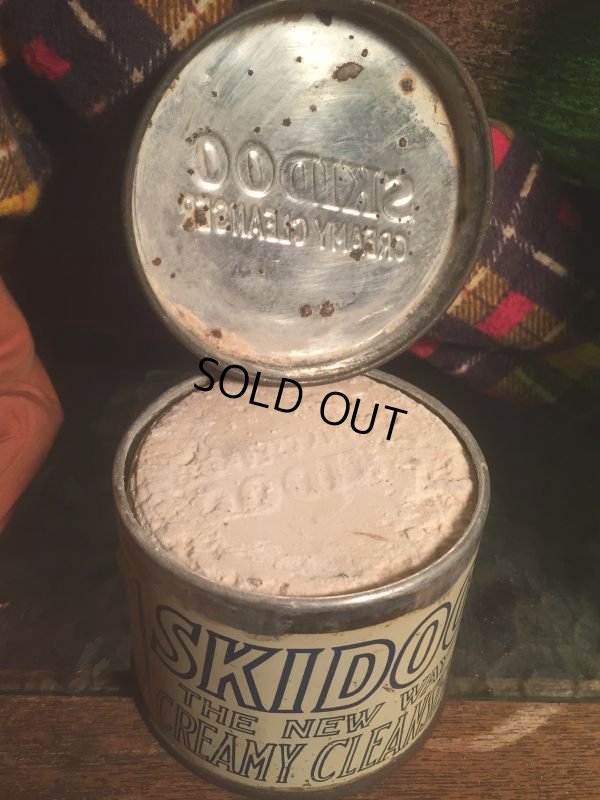 SKIDOO
CREAMY CLEANSER
SOLD OUT
SKIDOO
THE NEW WAY
CREAMY CLEANS